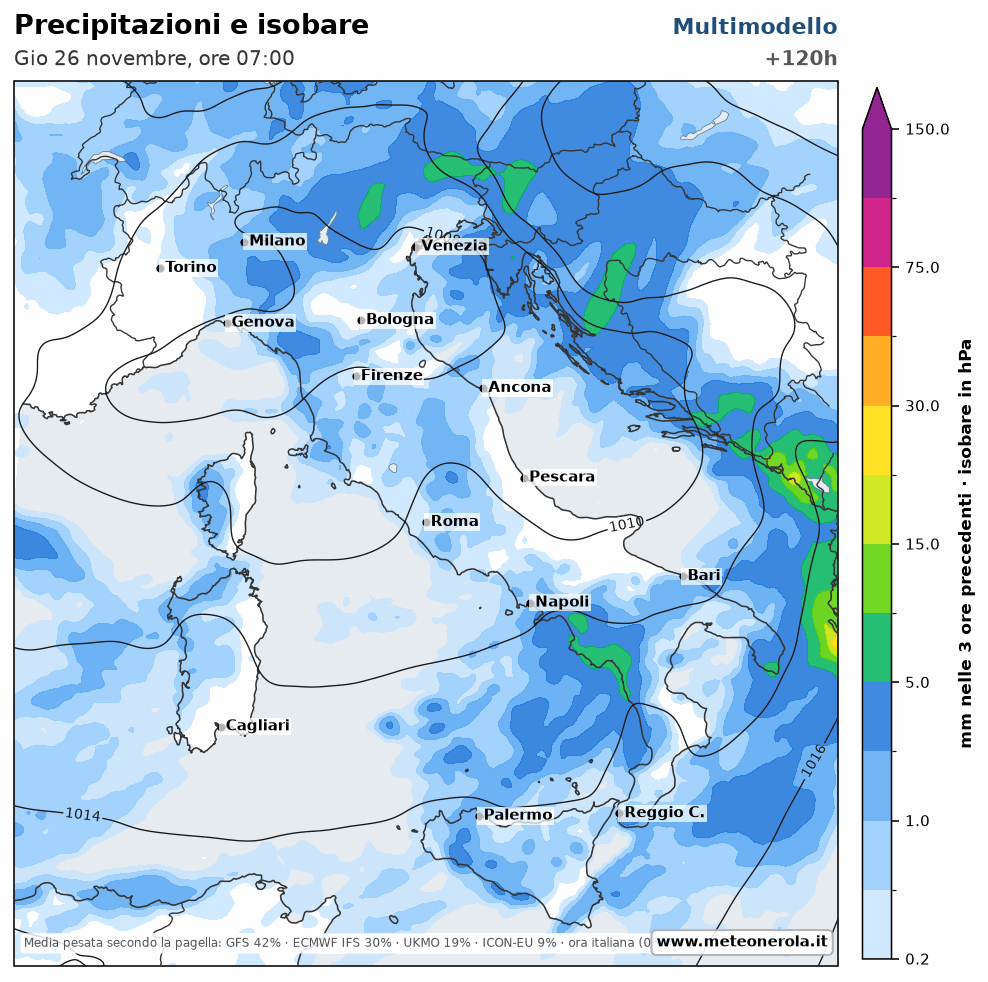 Precipitazioni e isobare
Multimodello
Gio 26 novembre, ore 07:00
+120h
150.0
Milano
Venezia
Torino
75.0
Genova
Bologna
Firenze
Ancona
30.0
Pescara
Roma
1010
15.0
Bari
Napoli
5.0
Cagliari
1016
1014
Palermo
Reggio C.
1.0
0.2
mm nelle 3 ore precedenti · isobare in hPa
Media pesata secondo la pagella: GFS 42% · ECMWF IFS 30% · UKMO 19% · ICON-EU 9% · ora italiana (0
www.meteonerola.it